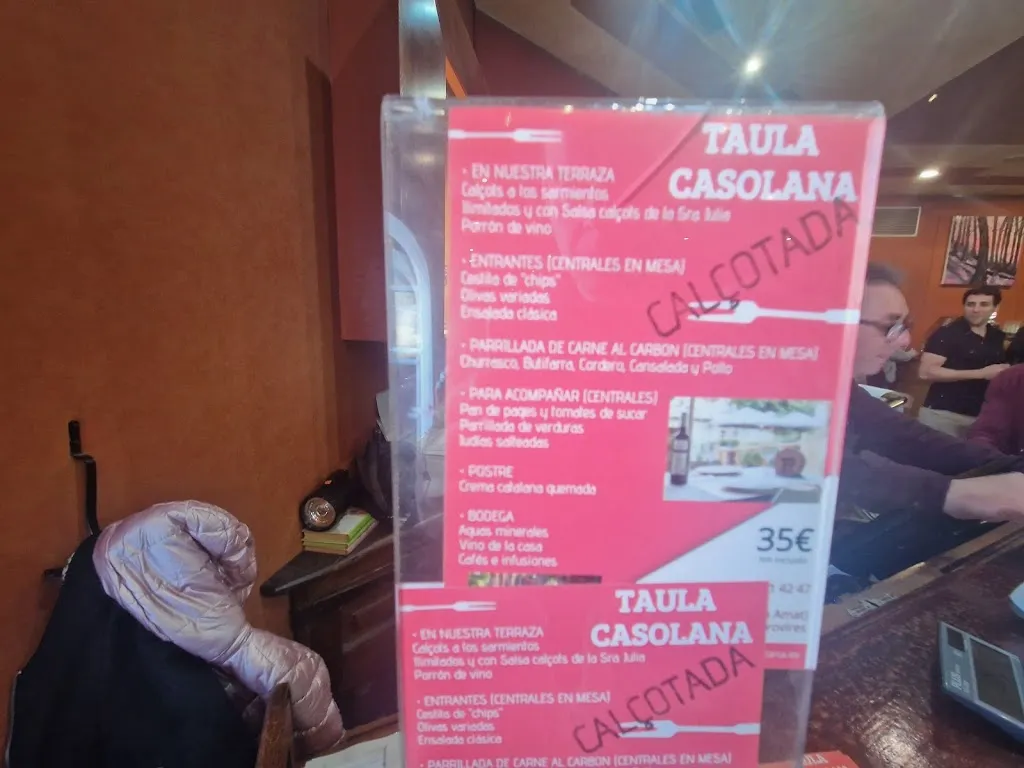 TAULA
CASOLANA
CALÇOTADA
• EN NUESTRA TERRAZA
Calçots a los sarmientos
Ilimitados y con Salsa calçots de la Sra Julia
Porrón de vino
• ENTRANTES (CENTRALES EN MESA)
Cestita de "chips"
Olivas variadas
Ensalada clásica
• PARRILLADA DE CARNE AL CARBON (CENTRALES EN MESA)
Churrasco, Butifarra, Cordero, Cansalada y Pollo
• PARA ACOMPAÑAR (CENTRALES)
Pan de pages y tomates de sucar
Parrillada de verduras
Judías salteadas
• POSTRE
Crema catalana quemada
• BODEGA
Aguas minerales
Vino de la casa
Cafés e infusiones
35€
42 47
Amat)
TAULA
CASOLANA
CALÇOTADA
• EN NUESTRA TERRAZA
Calçots a los sarmientos
Ilimitados y con Salsa calçots de la Sra Julia
Porrón de vino
• ENTRANTES (CENTRALES EN MESA)
Cestita de "chips"
Olivas variadas
Ensalada clásica
• PARRILLADA DE CARNE AL CARBON (CENTRALES EN MESA)